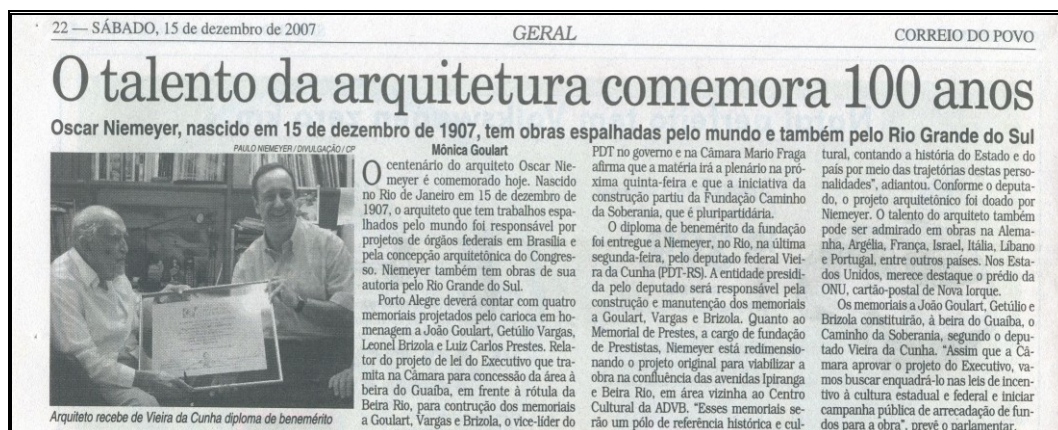 22 — SÁBADO, 15 de dezembro de 2007
GERAL
CORREIO DO POVO
O talento da arquitetura comemora 100 anos
Oscar Niemeyer, nascido em 15 de dezembro de 1907, tem obras espalhadas pelo mundo e também pelo Rio Grande do Sul
PAULO NIEMEYER / DIVULGAÇÃO / CP
Arquiteto recebe de Vieira da Cunha diploma de benemérito
Mônica Goulart
O centenário do arquiteto Oscar Nie-
meyer é comemorado hoje. Nascido
no Rio de Janeiro em 15 de dezembro de
1907, o arquiteto que tem trabalhos espa-
lhados pelo mundo foi responsável por
projetos de órgãos federais em Brasília e
pela concepção arquitetônica do Congres-
so. Niemeyer também tem obras de sua
autoria pelo Rio Grande do Sul.
Porto Alegre deverá contar com quatro
memoriais projetados pelo carioca em ho-
menagem a João Goulart, Getúlio Vargas,
Leonel Brizola e Luiz Carlos Prestes. Rela-
tor do projeto de lei do Executivo que tra-
mita na Câmara para concessão da área à
beira do Guaíba, em frente à rótula da
Beira Rio, para contrução dos memoriais
a Goulart, Vargas e Brizola, o vice-líder do
PDT no governo e na Câmara Mario Fraga
afirma que a matéria irá a plenário na pró-
xima quinta-feira e que a iniciativa da
construção partiu da Fundação Caminho
da Soberania, que é pluripartidária.
O diploma de benemérito da fundação
foi entregue a Niemeyer, no Rio, na última
segunda-feira, pelo deputado federal Viei-
ra da Cunha (PDT-RS). A entidade presidi-
da pelo deputado será responsável pela
construção e manutenção dos memoriais
a Goulart, Vargas e Brizola. Quanto ao
Memorial de Prestes, a cargo de fundação
de Prestistas, Niemeyer está redimensio-
nando o projeto original para viabilizar a
obra na confluência das avenidas Ipiranga
e Beira Rio, em área vizinha ao Centro
Cultural da ADVB. "Esses memoriais se-
rão um pólo de referência histórica e cul-
tural, contando a história do Estado e do
país por meio das trajetórias destas perso-
nalidades", adiantou. Conforme o deputa-
do, o projeto arquitetônico foi doado por
Niemeyer. O talento do arquiteto também
pode ser admirado em obras na Alema-
nha, Argélia, França, Israel, Itália, Líbano
e Portugal, entre outros países. Nos Esta-
dos Unidos, merece destaque o prédio da
ONU, cartão-postal de Nova Iorque.
Os memoriais a João Goulart, Getúlio e
Brizola constituirão, à beira do Guaíba, o
Caminho da Soberania, segundo o depu-
tado Vieira da Cunha. "Assim que a Câ-
mara aprovar o projeto do Executivo, va-
mos buscar enquadrá-lo nas leis de incen-
tivo à cultura estadual e federal e iniciar
campanha pública de arrecadação de fun-
dos para a obra", prevê o parlamentar.